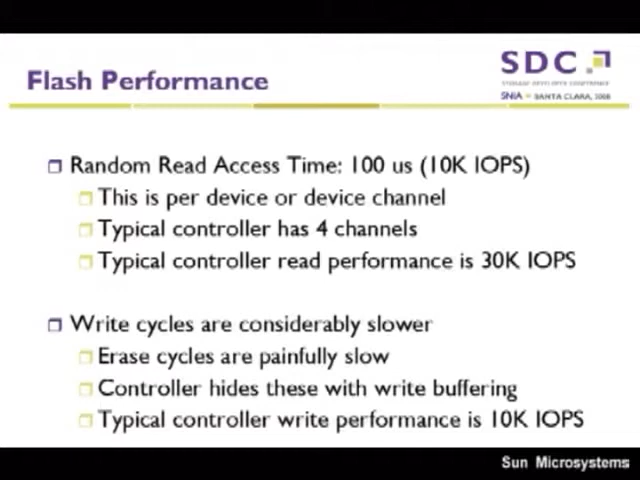 SDC
Flash Performance
STORAGE DEVELOPER CONFERENCE
SNIA SANTA CLARA, 2008
Random Read Access Time: 100 us (10K IOPS)
This is per device or device channel
Typical controller has 4 channels
Typical controller read performance is 30K IOPS
Write cycles are considerably slower
Erase cycles are painfully slow
Controller hides these with write buffering
Typical controller write performance is 10K IOPS
Sun Microsystems